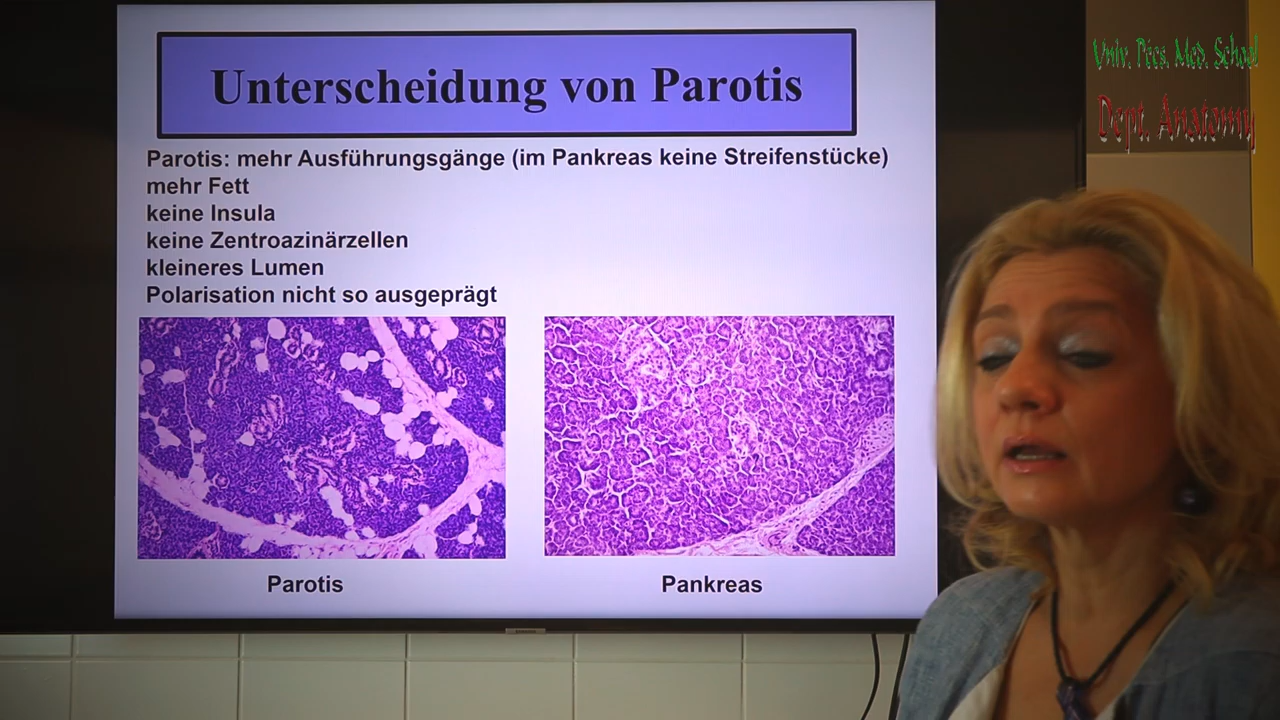 Unterscheidung von Parotis
Parotis: mehr Ausführungsgänge (im Pankreas keine Streifenstücke)
mehr Fett
keine Insula
keine Zentroazinärzellen
kleineres Lumen
Polarisation nicht so ausgeprägt
Parotis
Pankreas
Univ. Pécs. Med. School
Dept. Anatomy